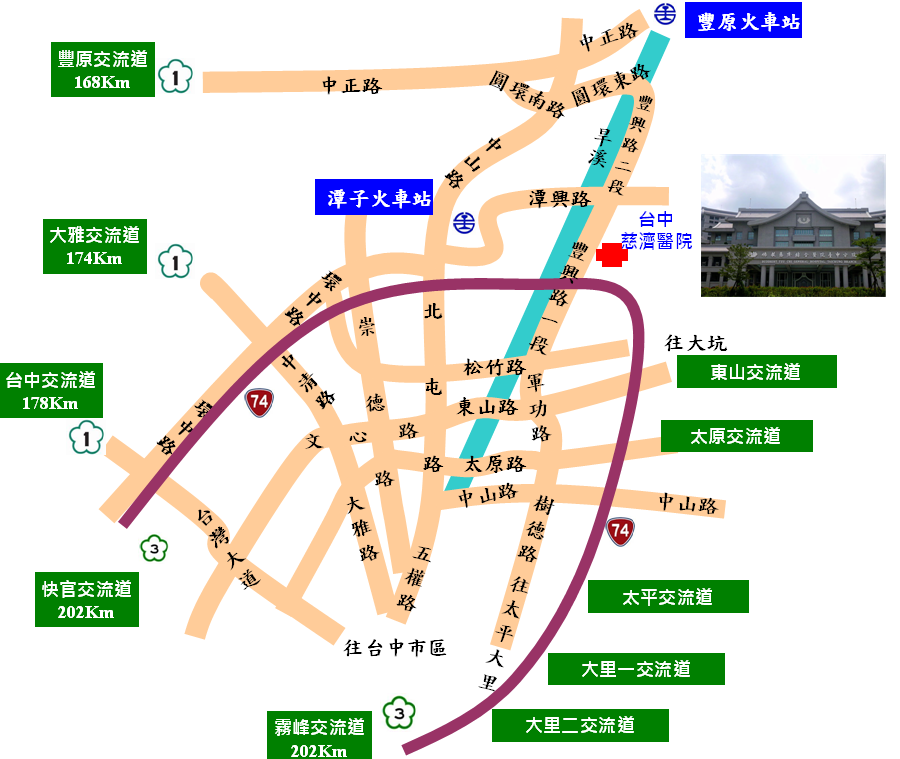 豐原火車站
中正路
豐原交流道
168Km
1
中正路
圓環南路
圓環東路
豐興路二段
旱溪
中山路
潭子火車站
潭興路
台中
慈濟醫院
大雅交流道
174Km
1
豐興路一段
環中路
北屯路
崇德路
中清路
松竹路
往大坑
東山交流道
台中交流道
178Km
1
74
環中路
東山路
軍功路
文心路
太原路
太原交流道
中山路
中山路
74
大雅路
樹德路
台灣大道
五權路
3
快官交流道
202Km
往太平大里
太平交流道
往台中市區
大里一交流道
3
霧峰交流道
202Km
大里二交流道